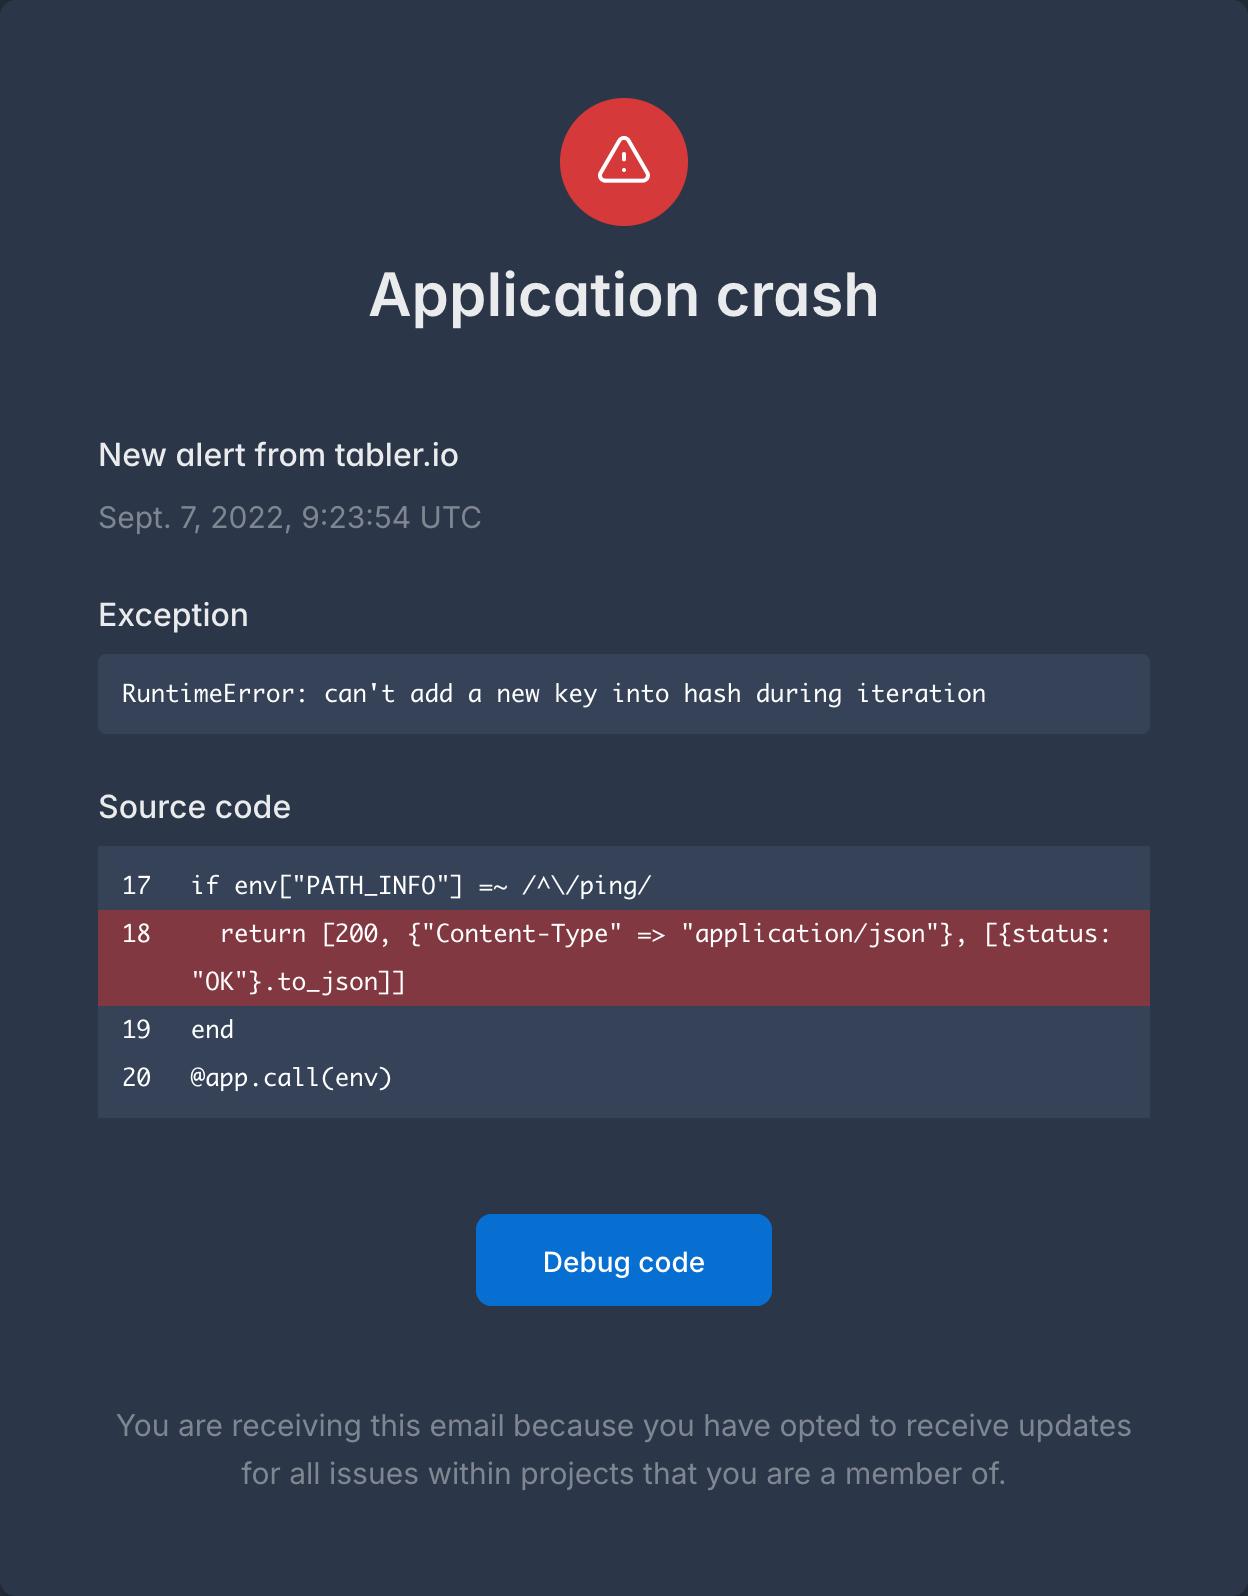 Application crash
New alert from tabler.io
Sept. 7, 2022, 9:23:54 UTC
Exception
RuntimeError: can't add a new key into hash during iteration
Source code
17 if env["PATH_INFO"] =~ /^\/ping/
18 return [200, {"Content-Type" => "application/json"}, [{status:
"OK"}.to_json]]
19 end
20 @app.call(env)
Debug code
You are receiving this email because you have opted to receive updates
for all issues within projects that you are a member of.